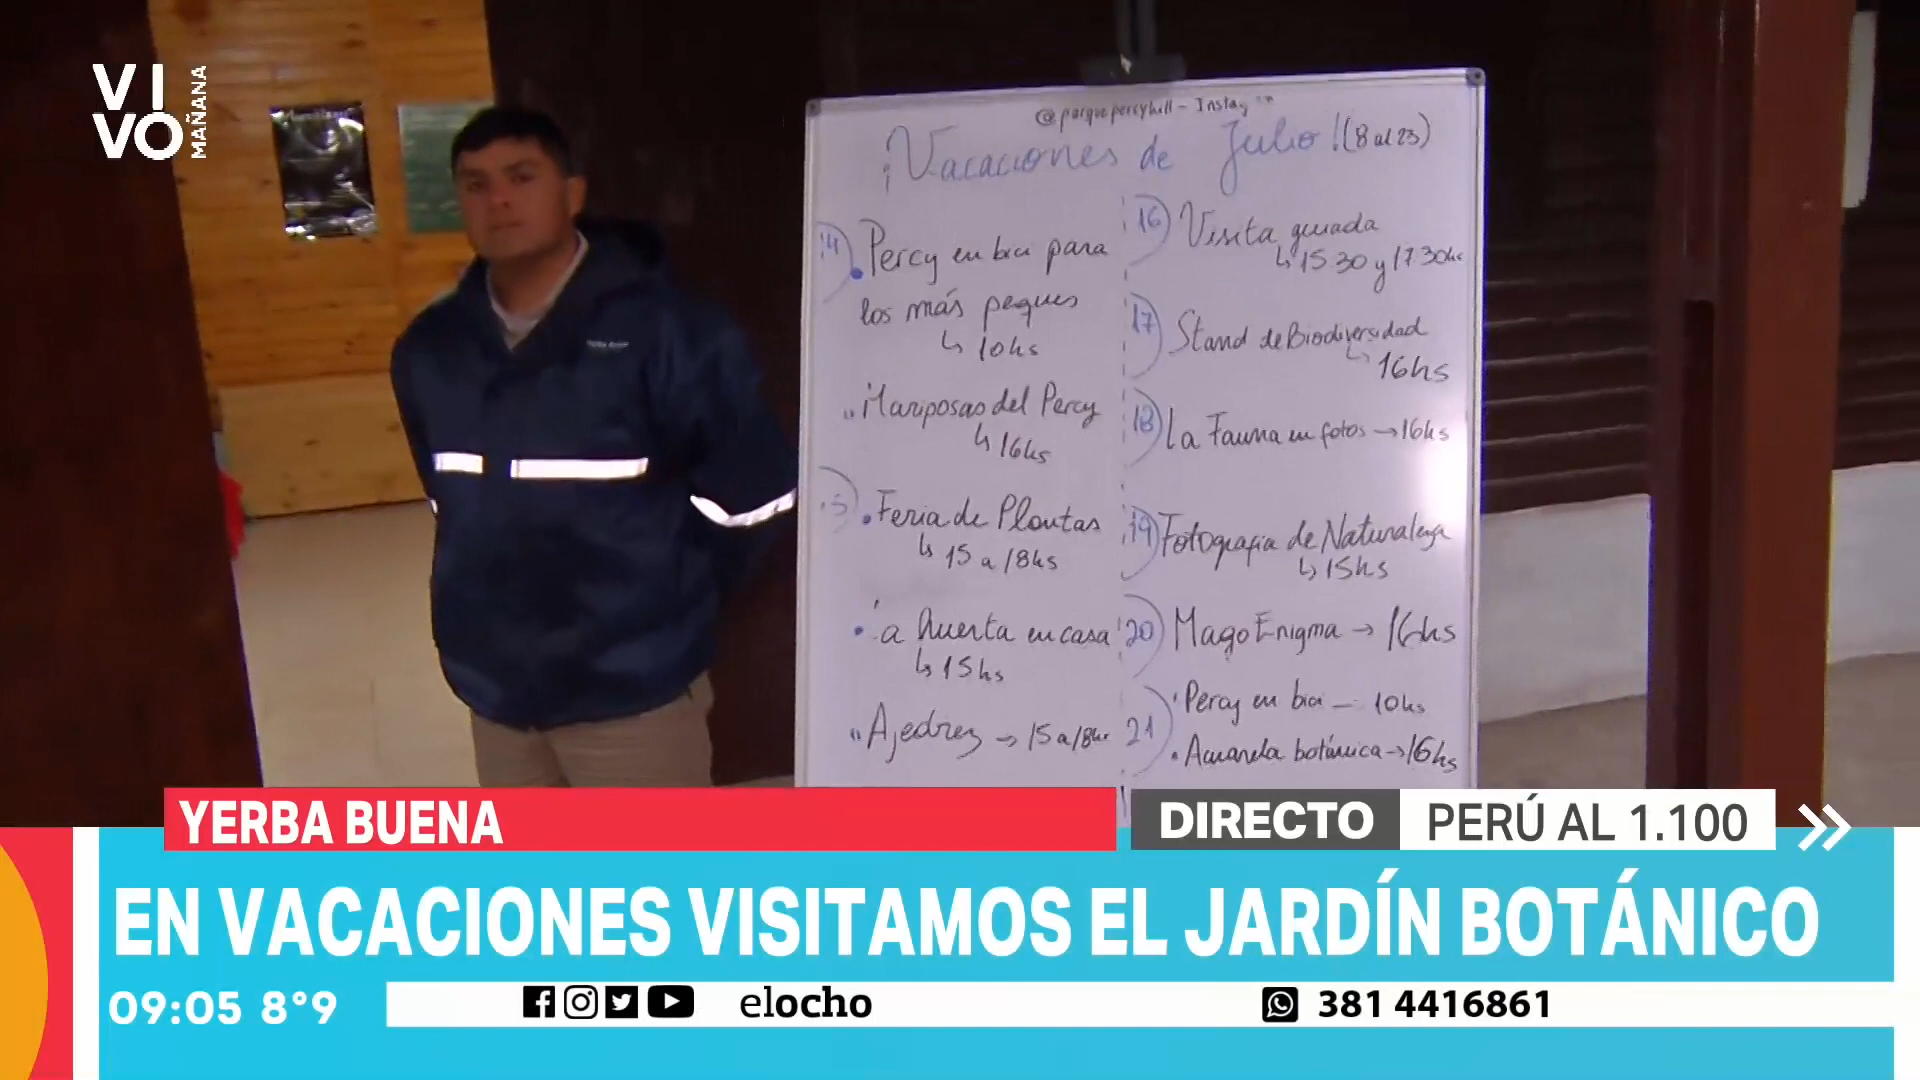 VIVO
MAÑANA
@parquepercyhill - Instag
¡Vacaciones de Julio! (8 al 23)
Percy en bici para
los más peques
↳ 10hs
Mariposas del Percy
↳ 16hs
• Feria de Plantas
↳ 15 a 18hs
• a Huerta en casa
↳ 15hs
Ajedrez → 15 a 18hs
16) Visita guiada
↳ 15:30 y 17:30hs
17) Stand de Biodiversidad
↳ 16hs
18) La Fauna en fotos → 16hs
19) Fotografía de Naturaleza
↳ 15hs
20) Mago Enigma → 16hs
21) • Percy en bici — 10hs
• Acuarela botánica → 16hs
YERBA BUENA
DIRECTO
PERÚ AL 1.100
EN VACACIONES VISITAMOS EL JARDÍN BOTÁNICO
09:05 8°9
elocho
381 4416861